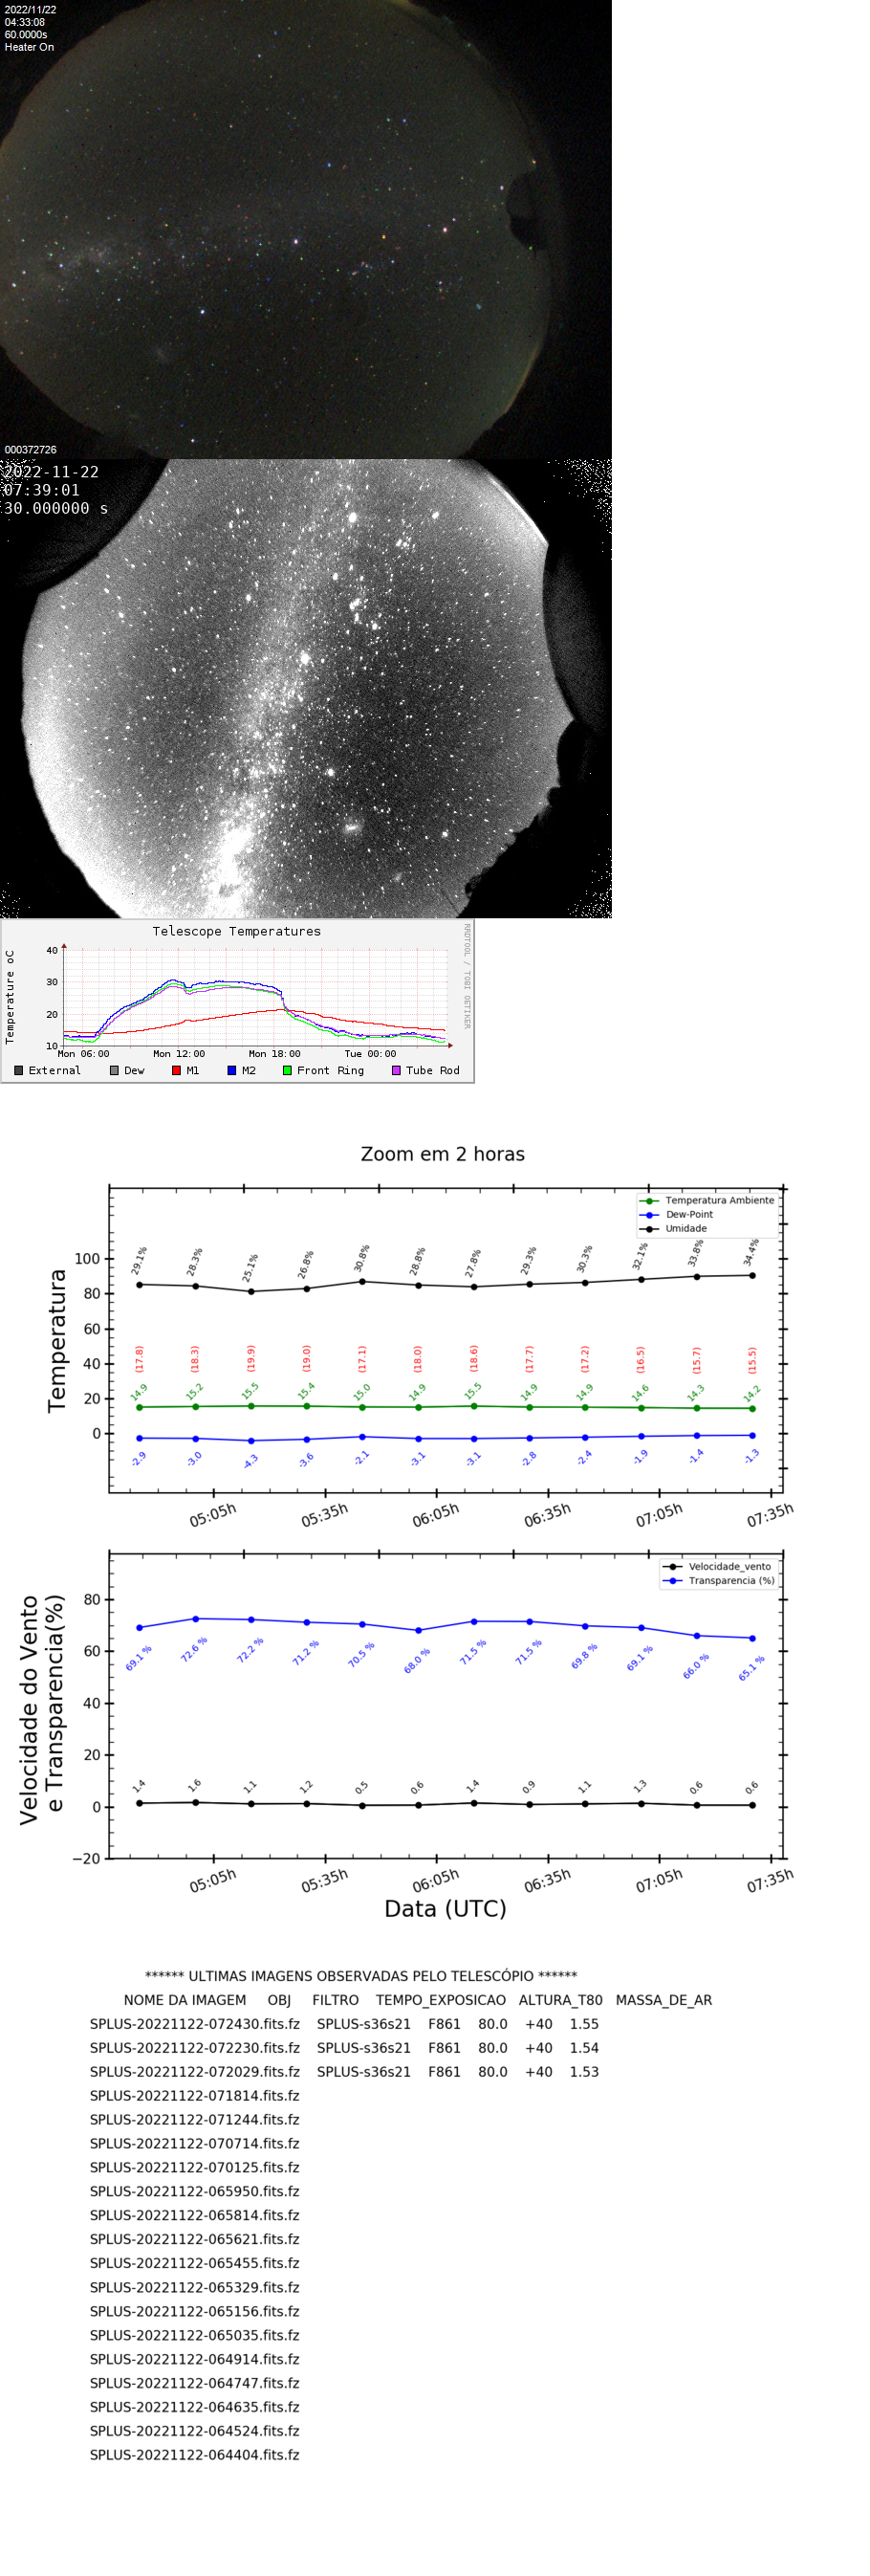 2022/11/22
04:33:08
60.0000s
Heater On
000372726
2022-11-22
07:39:01
30.000000 s
Telescope Temperatures
RRDTOOL / TOBI OETIKER
Temperature oC
40
30
20
10
Mon 06:00 Mon 12:00 Mon 18:00 Tue 00:00
External Dew M1 M2 Front Ring Tube Rod
Zoom em 2 horas
Temperatura Ambiente
Dew-Point
Umidade
Temperatura
100
80
60
40
20
0
29.1% 28.3% 25.1% 26.8% 30.8% 28.8% 27.8% 29.3% 30.3% 32.1% 33.8% 34.4%
(17.8) (18.3) (19.9) (19.0) (17.1) (18.0) (18.6) (17.7) (17.2) (16.5) (15.7) (15.5)
14.9 15.2 15.5 15.4 15.0 14.9 15.5 14.9 14.9 14.6 14.3 14.2
-2.9 -3.0 -4.3 -3.6 -2.1 -3.1 -3.1 -2.8 -2.4 -1.9 -1.4 -1.3
05:05h 05:35h 06:05h 06:35h 07:05h 07:35h
Velocidade_vento
Transparencia (%)
Velocidade do Vento
e Transparencia(%)
80
60
40
20
0
−20
69.1 % 72.6 % 72.2 % 71.2 % 70.5 % 68.0 % 71.5 % 71.5 % 69.8 % 69.1 % 66.0 % 65.1 %
1.4 1.6 1.1 1.2 0.5 0.6 1.4 0.9 1.1 1.3 0.6 0.6
05:05h 05:35h 06:05h 06:35h 07:05h 07:35h
Data (UTC)
****** ULTIMAS IMAGENS OBSERVADAS PELO TELESCÓPIO ******
NOME DA IMAGEM OBJ FILTRO TEMPO_EXPOSICAO ALTURA_T80 MASSA_DE_AR
SPLUS-20221122-072430.fits.fz SPLUS-s36s21 F861 80.0 +40 1.55
SPLUS-20221122-072230.fits.fz SPLUS-s36s21 F861 80.0 +40 1.54
SPLUS-20221122-072029.fits.fz SPLUS-s36s21 F861 80.0 +40 1.53
SPLUS-20221122-071814.fits.fz
SPLUS-20221122-071244.fits.fz
SPLUS-20221122-070714.fits.fz
SPLUS-20221122-070125.fits.fz
SPLUS-20221122-065950.fits.fz
SPLUS-20221122-065814.fits.fz
SPLUS-20221122-065621.fits.fz
SPLUS-20221122-065455.fits.fz
SPLUS-20221122-065329.fits.fz
SPLUS-20221122-065156.fits.fz
SPLUS-20221122-065035.fits.fz
SPLUS-20221122-064914.fits.fz
SPLUS-20221122-064747.fits.fz
SPLUS-20221122-064635.fits.fz
SPLUS-20221122-064524.fits.fz
SPLUS-20221122-064404.fits.fz